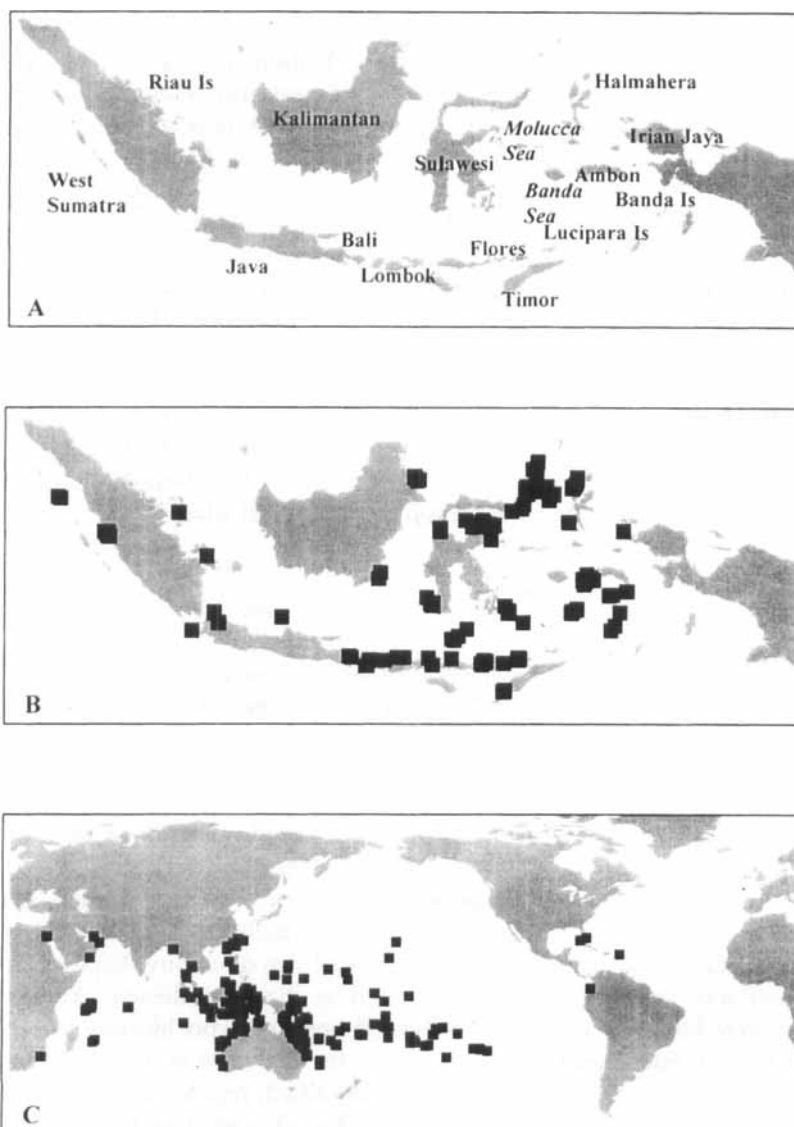 Riau Is
Halmahera
Kalimantan
Molucca
Sea
Irian Jaya
Sulawesi
West
Sumatra
Ambon
Banda
Sea
Banda Is
Lucipara Is
Bali
Flores
Java
Lombok
Timor
A
B
C